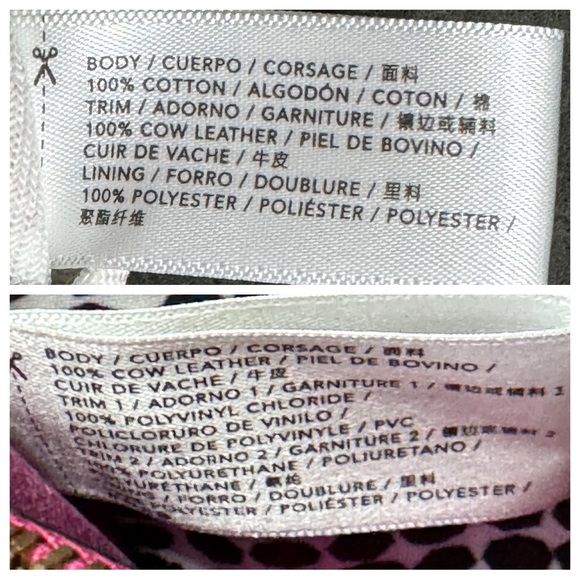 BODY / CUERPO / CORSAGE / 面料
100% COTTON / ALGODÓN / COTON / 棉
TRIM / ADORNO / GARNITURE / 镶边或辅料
100% COW LEATHER / PIEL DE BOVINO /
CUIR DE VACHE / 牛皮
LINING / FORRO / DOUBLURE / 里料
100% POLYESTER / POLIÉSTER / POLYESTER /
聚酯纤维
BODY / CUERPO / CORSAGE / 面料
100% COW LEATHER / PIEL DE BOVINO /
CUIR DE VACHE / 牛皮
TRIM 1 / ADORNO 1 / GARNITURE 1 / 镶边或辅料 1
100% POLYVINYL CHLORIDE /
POLICLORURO DE VINILO /
CHLORURE DE POLYVINYLE / PVC
TRIM 2 / ADORNO 2 / GARNITURE 2 / 镶边或辅料 2
POLYURETHANE / POLIURETANO /
POLYURÉTHANE /
LINING / FORRO / DOUBLURE / 里料
POLYESTER / POLIÉSTER / POLYESTER /